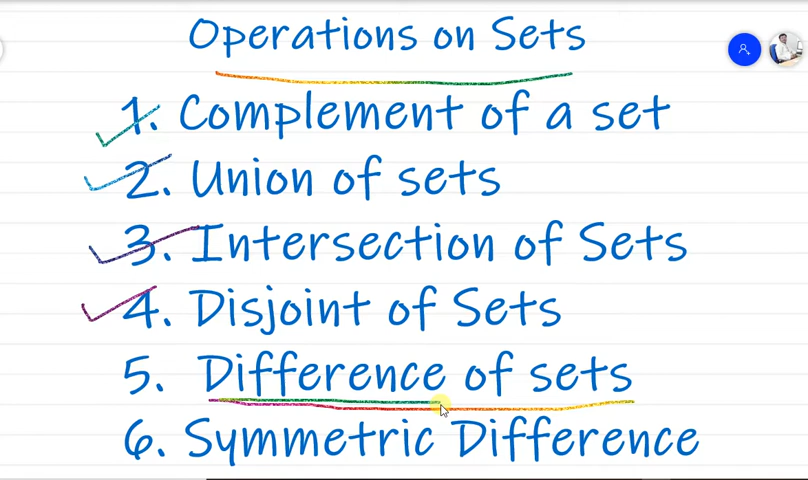 Operations on Sets
1. Complement of a set
2. Union of sets
3. Intersection of Sets
4. Disjoint of Sets
5. Difference of sets
6. Symmetric Difference